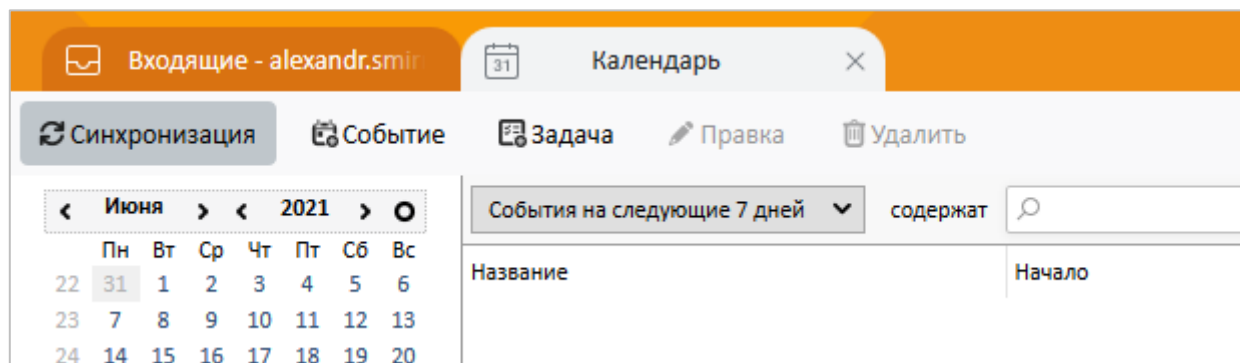 Входящие - alexandr.smir
31 Календарь
Синхронизация Событие Задача Правка Удалить
Июня 2021 События на следующие 7 дней содержат
Пн Вт Ср Чт Пт Сб Вс
Название Начало
22 31 1 2 3 4 5 6
23 7 8 9 10 11 12 13
24 14 15 16 17 18 19 20